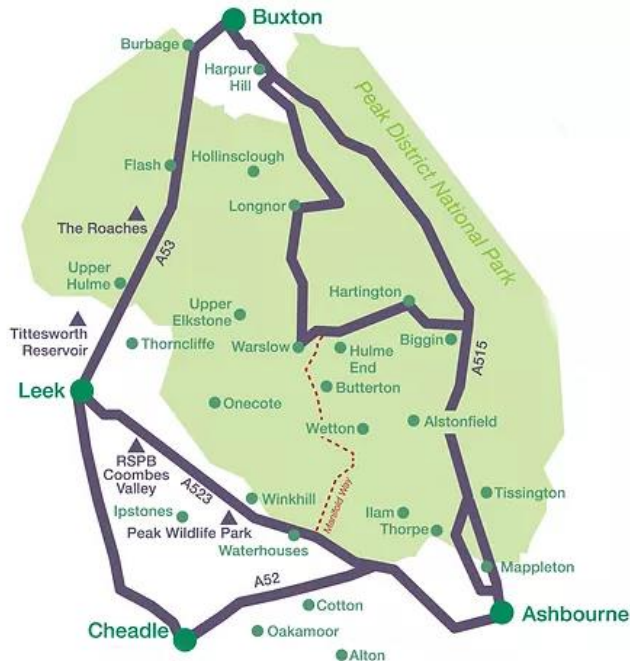 Buxton
Burbage
Harpur
Hill
Peak District National Park
Flash
Hollinsclough
Longnor
The Roaches
A53
Upper
Hulme
Upper
Elkstone
Hartington
Tittesworth
Reservoir
Thorncliffe
Warslow
Hulme
End
Biggin
A515
Leek
Butterton
Onecote
Wetton
Alstonfield
RSPB
Coombes
Valley
A523
Manifold Way
Winkhill
Tissington
Ipstones
Peak Wildlife Park
Ilam
Thorpe
Waterhouses
Mappleton
A52
Cotton
Ashbourne
Cheadle
Oakamoor
Alton